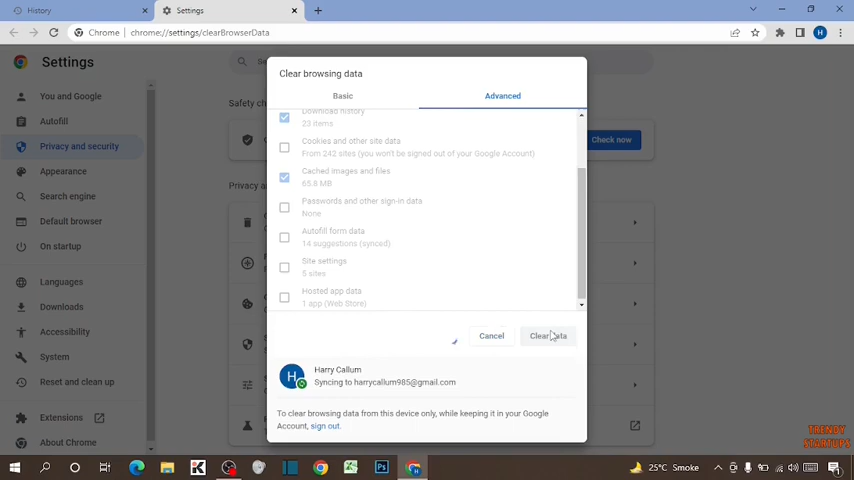 History
Settings
Chrome | chrome://settings/clearBrowserData
H
Settings
You and Google
Autofill
Privacy and security
Appearance
Search engine
Default browser
On startup
Languages
Downloads
Accessibility
System
Reset and clean up
Extensions
About Chrome
Se
Safety ch
Check now
Privacy a
Clear browsing data
Basic
Advanced
Download history
23 items
Cookies and other site data
From 242 sites (you won't be signed out of your Google Account)
Cached images and files
65.8 MB
Passwords and other sign-in data
None
Autofill form data
14 suggestions (synced)
Site settings
5 sites
Hosted app data
1 app (Web Store)
Cancel
Clear data
H
Harry Callum
Syncing to harrycallum985@gmail.com
To clear browsing data from this device only, while keeping it in your Google
Account, sign out.
TRENDY
STARTUPS
25°C Smoke